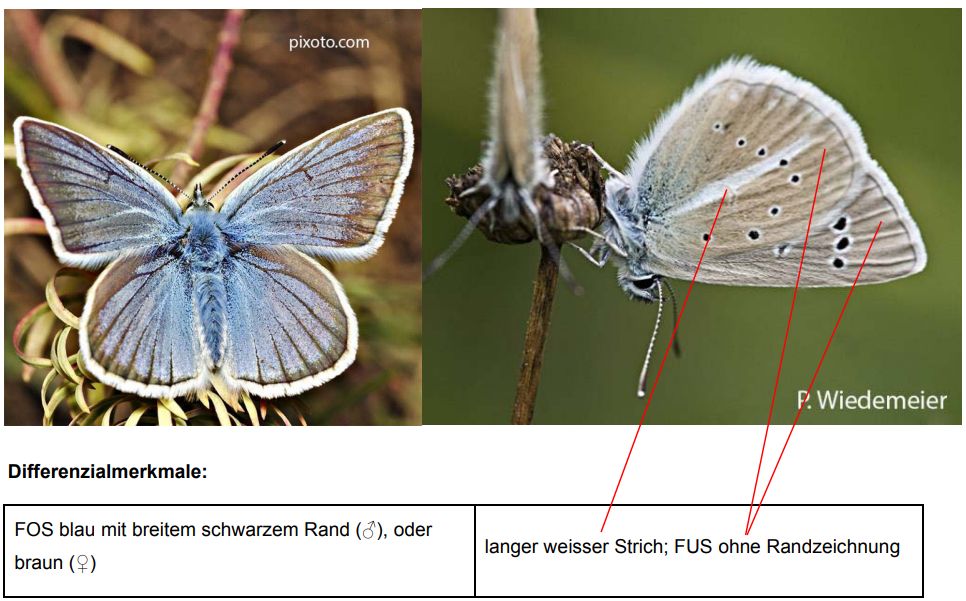 pixoto.com
P. Wiedemeier
Differenzialmerkmale:
FOS blau mit breitem schwarzem Rand (♂), oder
braun (♀)
langer weisser Strich; FUS ohne Randzeichnung